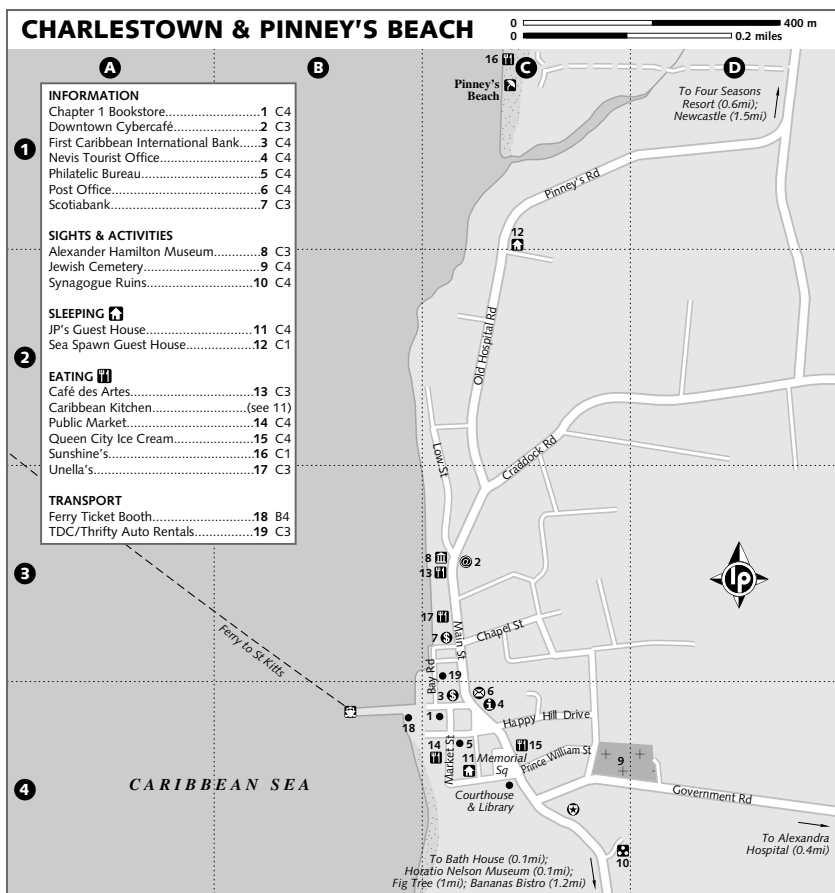 CHARLESTOWN & PINNEY'S BEACH
0 400 m
0 0.2 miles
A B C D
1
2
3
4
INFORMATION
Chapter 1 Bookstore.......................1 C4
Downtown Cybercafé.....................2 C3
First Caribbean International Bank...3 C4
Nevis Tourist Office.........................4 C4
Philatelic Bureau.............................5 C4
Post Office......................................6 C4
Scotiabank......................................7 C3
SIGHTS & ACTIVITIES
Alexander Hamilton Museum.........8 C3
Jewish Cemetery.............................9 C4
Synagogue Ruins..........................10 C4
SLEEPING
JP's Guest House..........................11 C4
Sea Spawn Guest House...............12 C1
EATING
Café des Artes..............................13 C3
Caribbean Kitchen....................(see 11)
Public Market...............................14 C4
Queen City Ice Cream..................15 C4
Sunshine's....................................16 C1
Unella's........................................17 C3
TRANSPORT
Ferry Ticket Booth........................18 B4
TDC/Thrifty Auto Rentals.............19 C3
16
Pinney's
Beach
To Four Seasons
Resort (0.6mi);
Newcastle (1.5mi)
Pinney's Rd
12
Old Hospital Rd
Low St
Craddock Rd
8
@ 2
13
lp
17
Main St
Chapel St
7 $
Ferry to St Kitts
Bay Rd
19
3 $
6
i 4
18
1
Happy Hill Drive
14
Market St
5
11
Memorial
Sq
15
Prince William St
9
CARIBBEAN SEA
Courthouse
& Library
Government Rd
10
To Alexandra
Hospital (0.4mi)
To Bath House (0.1mi);
Horatio Nelson Museum (0.1mi);
Fig Tree (1mi); Bananas Bistro (1.2mi)